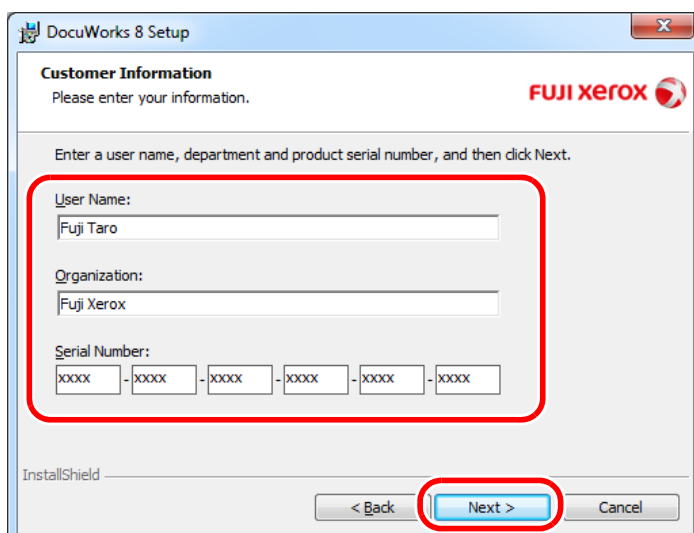 DocuWorks 8 Setup
Customer Information
Please enter your information.
FUJI xerox
Enter a user name, department and product serial number, and then click Next.
User Name:
Fuji Taro
Organization:
Fuji Xerox
Serial Number:
xxxx - xxxx - xxxx - xxxx - xxxx - xxxx
InstallShield
< Back Next > Cancel